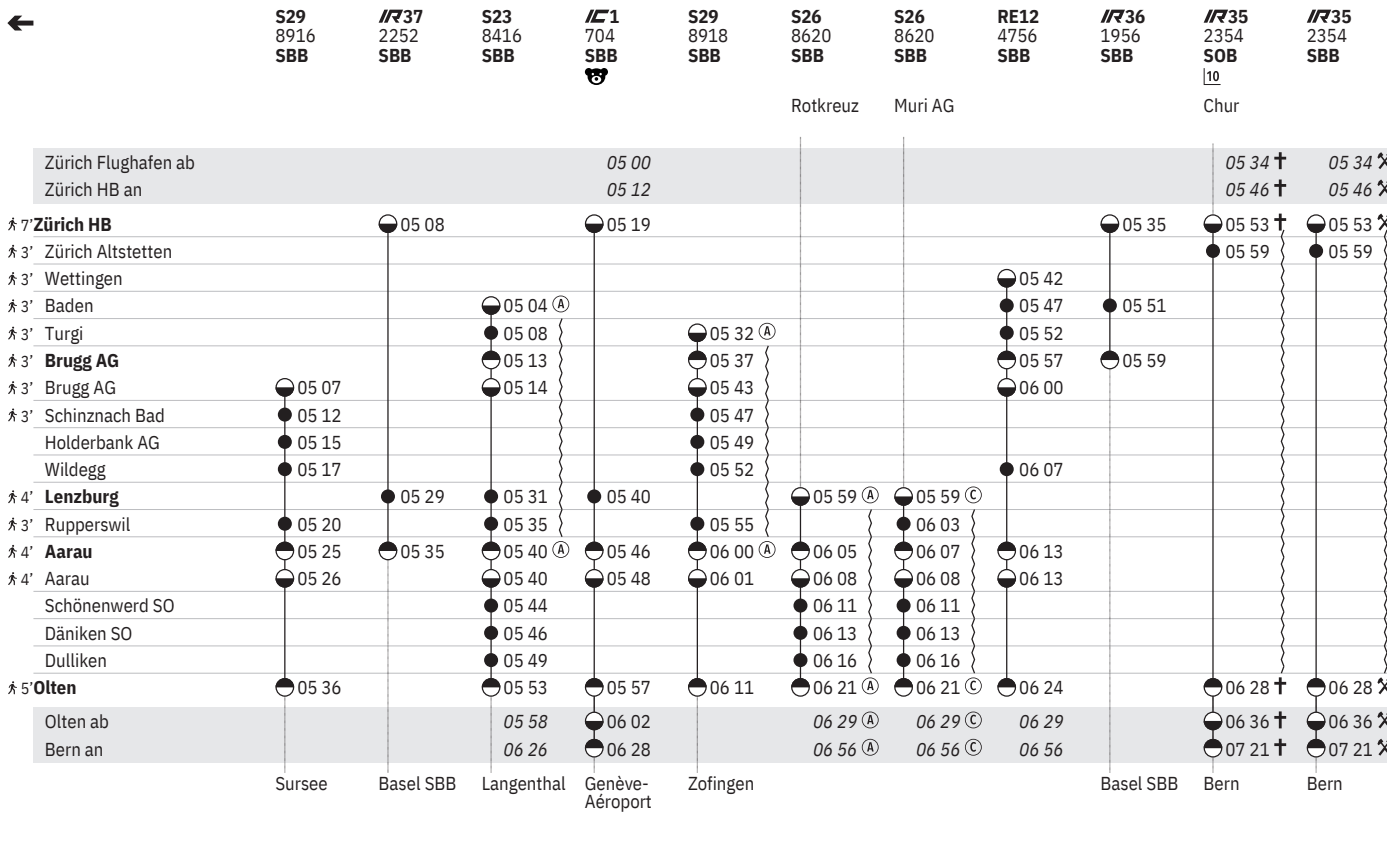 S29 IR37 S23 IC1 S29 S26 S26 RE12 IR36 IR35 IR35
8916 2252 8416 704 8918 8620 8620 4756 1956 2354 2354
SBB SBB SBB SBB SBB SBB SBB SBB SBB SOB SBB
10
Rotkreuz Muri AG Chur
Zürich Flughafen ab 05 00 05 34 05 34
Zürich HB an 05 12 05 46 05 46
7’ Zürich HB 05 08 05 19 05 35 05 53 05 53
3’ Zürich Altstetten 05 59 05 59
3’ Wettingen 05 42
3’ Baden 05 04 Ⓐ 05 47 05 51
3’ Turgi 05 08 05 32 Ⓐ 05 52
3’ Brugg AG 05 13 05 37 05 57 05 59
3’ Brugg AG 05 07 05 14 05 43 06 00
3’ Schinznach Bad 05 12 05 47
Holderbank AG 05 15 05 49
Wildegg 05 17 05 52 06 07
4’ Lenzburg 05 29 05 31 05 40 05 59 Ⓐ 05 59 Ⓒ
3’ Rupperswil 05 20 05 35 05 55 06 03
4’ Aarau 05 25 05 35 05 40 Ⓐ 05 46 06 00 Ⓐ 06 05 06 07 06 13
4’ Aarau 05 26 05 40 05 48 06 01 06 08 06 08 06 13
Schönenwerd SO 05 44 06 11 06 11
Däniken SO 05 46 06 13 06 13
Dulliken 05 49 06 16 06 16
5’ Olten 05 36 05 53 05 57 06 11 06 21 Ⓐ 06 21 Ⓒ 06 24 06 28 06 28
Olten ab 05 58 06 02 06 29 Ⓐ 06 29 Ⓒ 06 29 06 36 06 36
Bern an 06 26 06 28 06 56 Ⓐ 06 56 Ⓒ 06 56 07 21 07 21
Sursee Basel SBB Langenthal Genève- Zofingen Basel SBB Bern Bern
Aéroport